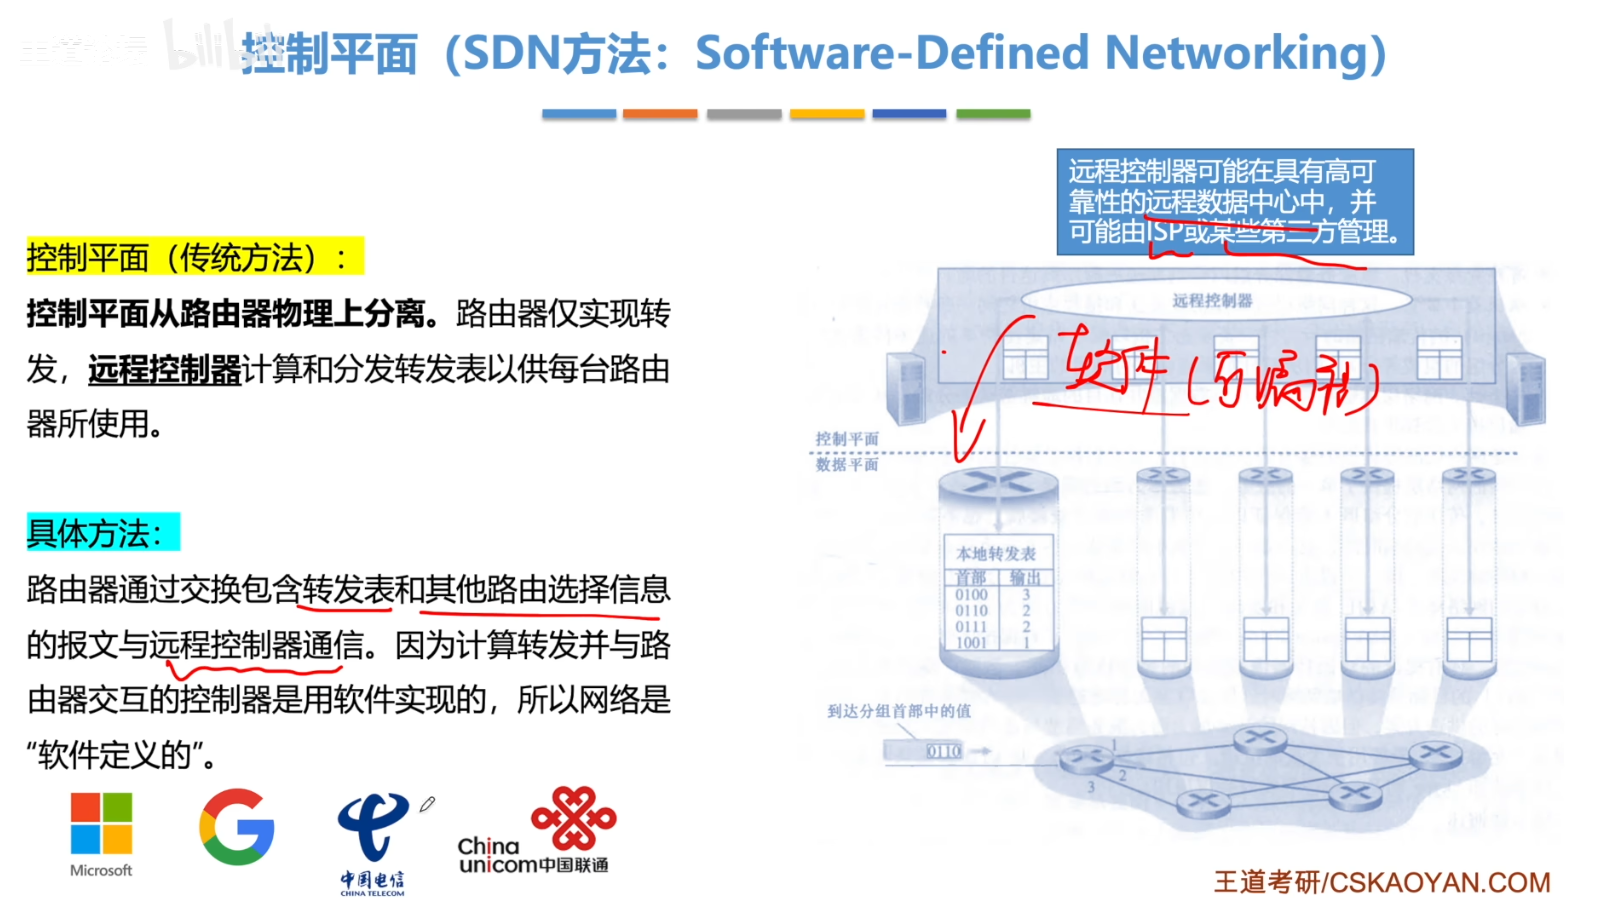 bilibili
控制平面（SDN方法：Software-Defined Networking）
远程控制器可能在具有高可
靠性的远程数据中心中，并
可能由ISP或某些第三方管理。
控制平面（传统方法）：
控制平面从路由器物理上分离。路由器仅实现转
发，远程控制器计算和分发转发表以供每台路由
器所使用。
具体方法：
路由器通过交换包含转发表和其他路由选择信息
的报文与远程控制器通信。因为计算转发并与路
由器交互的控制器是用软件实现的，所以网络是
“软件定义的”。
Microsoft
中国电信
CHINA TELECOM
China
unicom中国联通
远程控制器
软件（可编程）
控制平面
数据平面
本地转发表
首部 输出
0100 3
0110 2
0111 2
1001 1
到达分组首部中的值
0110
1
2
3
王道考研/CSKAOYAN.COM